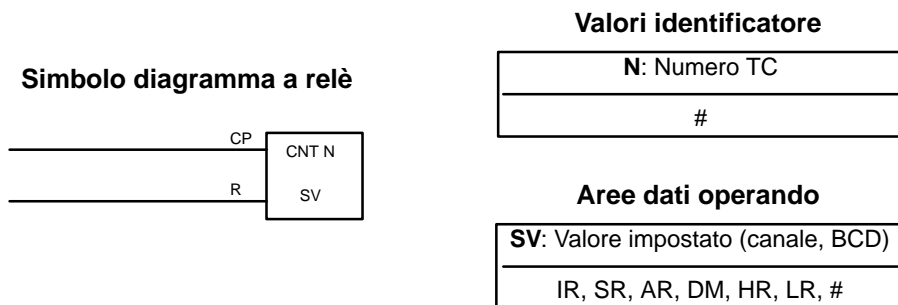 Simbolo diagramma a relè
CP
CNT N
R
SV
Valori identificatore
N: Numero TC
#
Aree dati operando
SV: Valore impostato (canale, BCD)
IR, SR, AR, DM, HR, LR, #